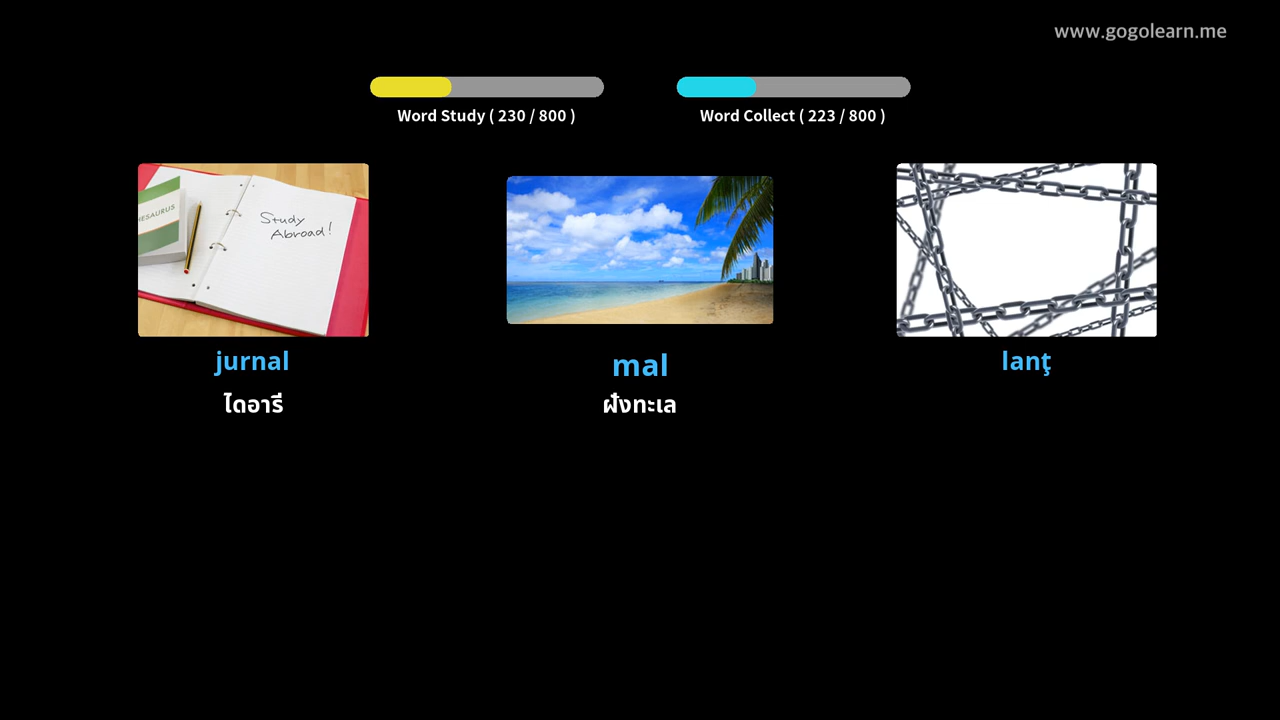 www.gogolearn.me
Word Study ( 230 / 800 )
Word Collect ( 223 / 800 )
HESAURUS
Study
Abroad!
jurnal
mal
lanţ
ไดอารี
ฝั่งทะเล